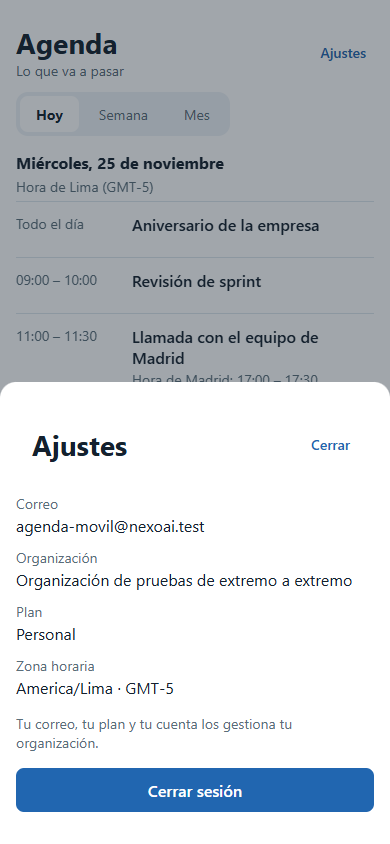 Agenda
Ajustes
Lo que va a pasar
Hoy
Semana
Mes
Miércoles, 25 de noviembre
Hora de Lima (GMT-5)
Todo el día
Aniversario de la empresa
09:00 – 10:00
Revisión de sprint
11:00 – 11:30
Llamada con el equipo de
Madrid
Hora de Madrid: 17:00 – 17:30
Ajustes
Cerrar
Correo
agenda-movil@nexoai.test
Organización
Organización de pruebas de extremo a extremo
Plan
Personal
Zona horaria
America/Lima · GMT-5
Tu correo, tu plan y tu cuenta los gestiona tu
organización.
Cerrar sesión